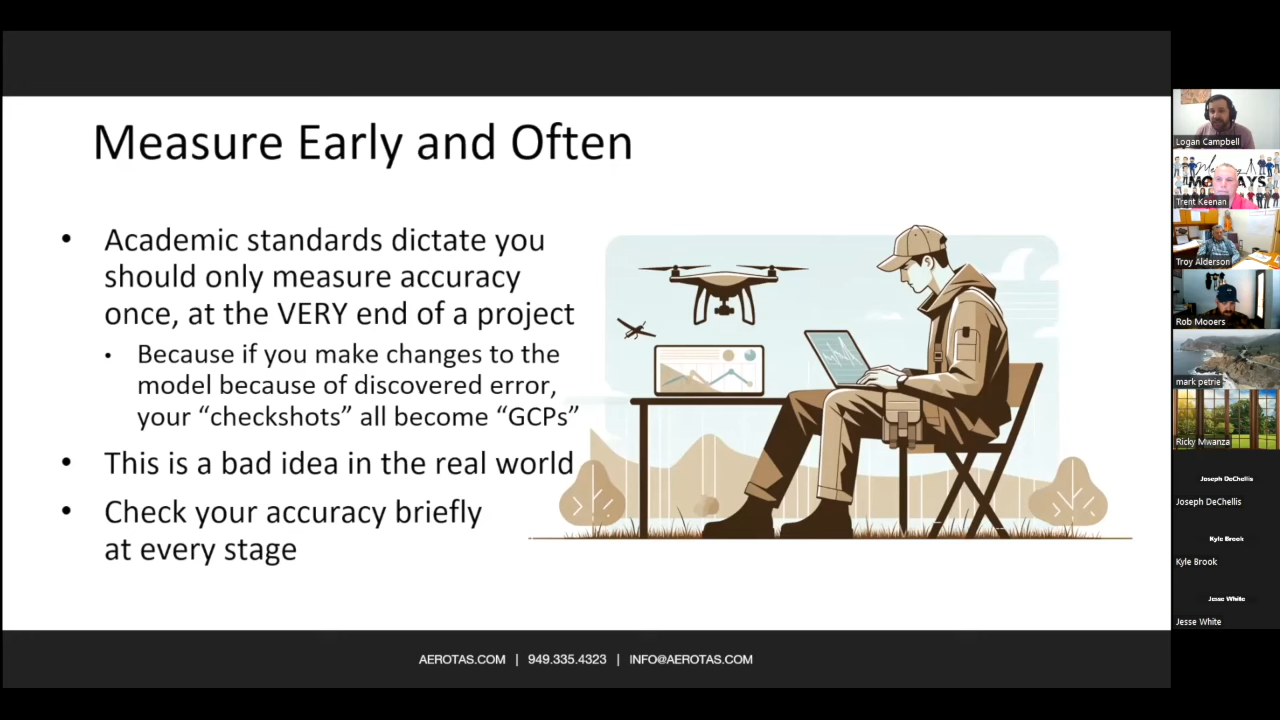 Measure Early and Often
• Academic standards dictate you
should only measure accuracy
once, at the VERY end of a project
• Because if you make changes to the
model because of discovered error,
your “checkshots” all become “GCPs”
• This is a bad idea in the real world
• Check your accuracy briefly
at every stage
AEROTAS.COM | 949.335.4323 | INFO@AEROTAS.COM
Logan Campbell
Trent Keenan
Troy Alderson
Rob Mooers
mark petrie
Ricky Mwanza
Joseph DeChellis
Joseph DeChellis
Kyle Brook
Kyle Brook
Jesse White
Jesse White